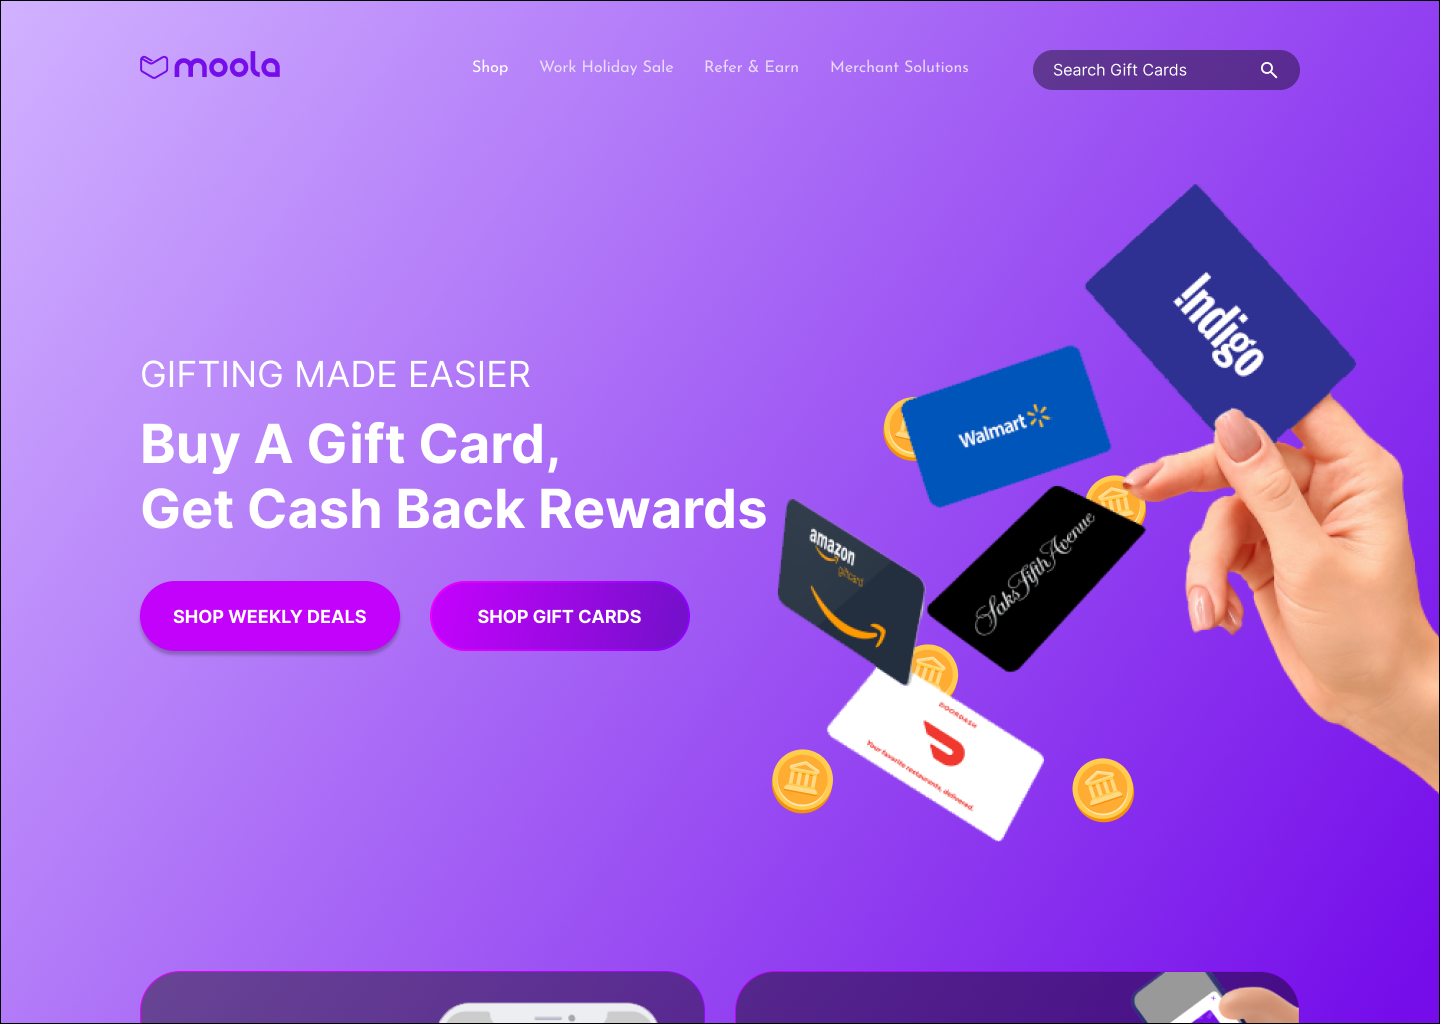 moola
Shop
Work Holiday Sale
Refer & Earn
Merchant Solutions
Search Gift Cards
Indigo
GIFTING MADE EASIER
Buy A Gift Card,
Get Cash Back Rewards
Walmart
Saks Fifth Avenue
amazon
giftcard
SHOP WEEKLY DEALS
SHOP GIFT CARDS
DOORDASH
Your favorite restaurants, delivered.